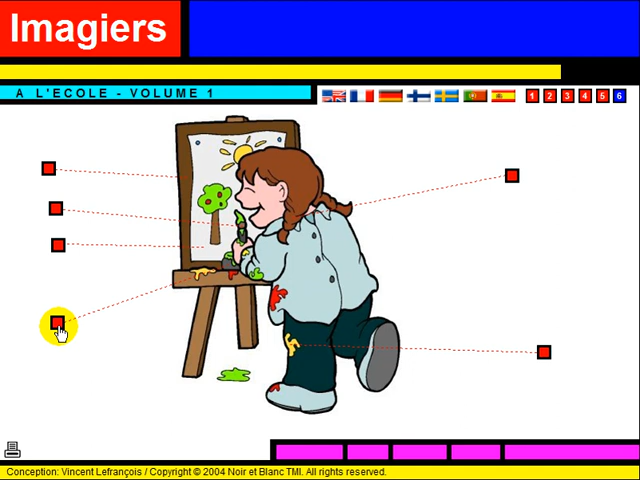 Imagiers
A L'ECOLE - VOLUME 1
1 2 3 4 5 6
Conception: Vincent Lefrançois / Copyright © 2004 Noir et Blanc TMI. All rights reserved.